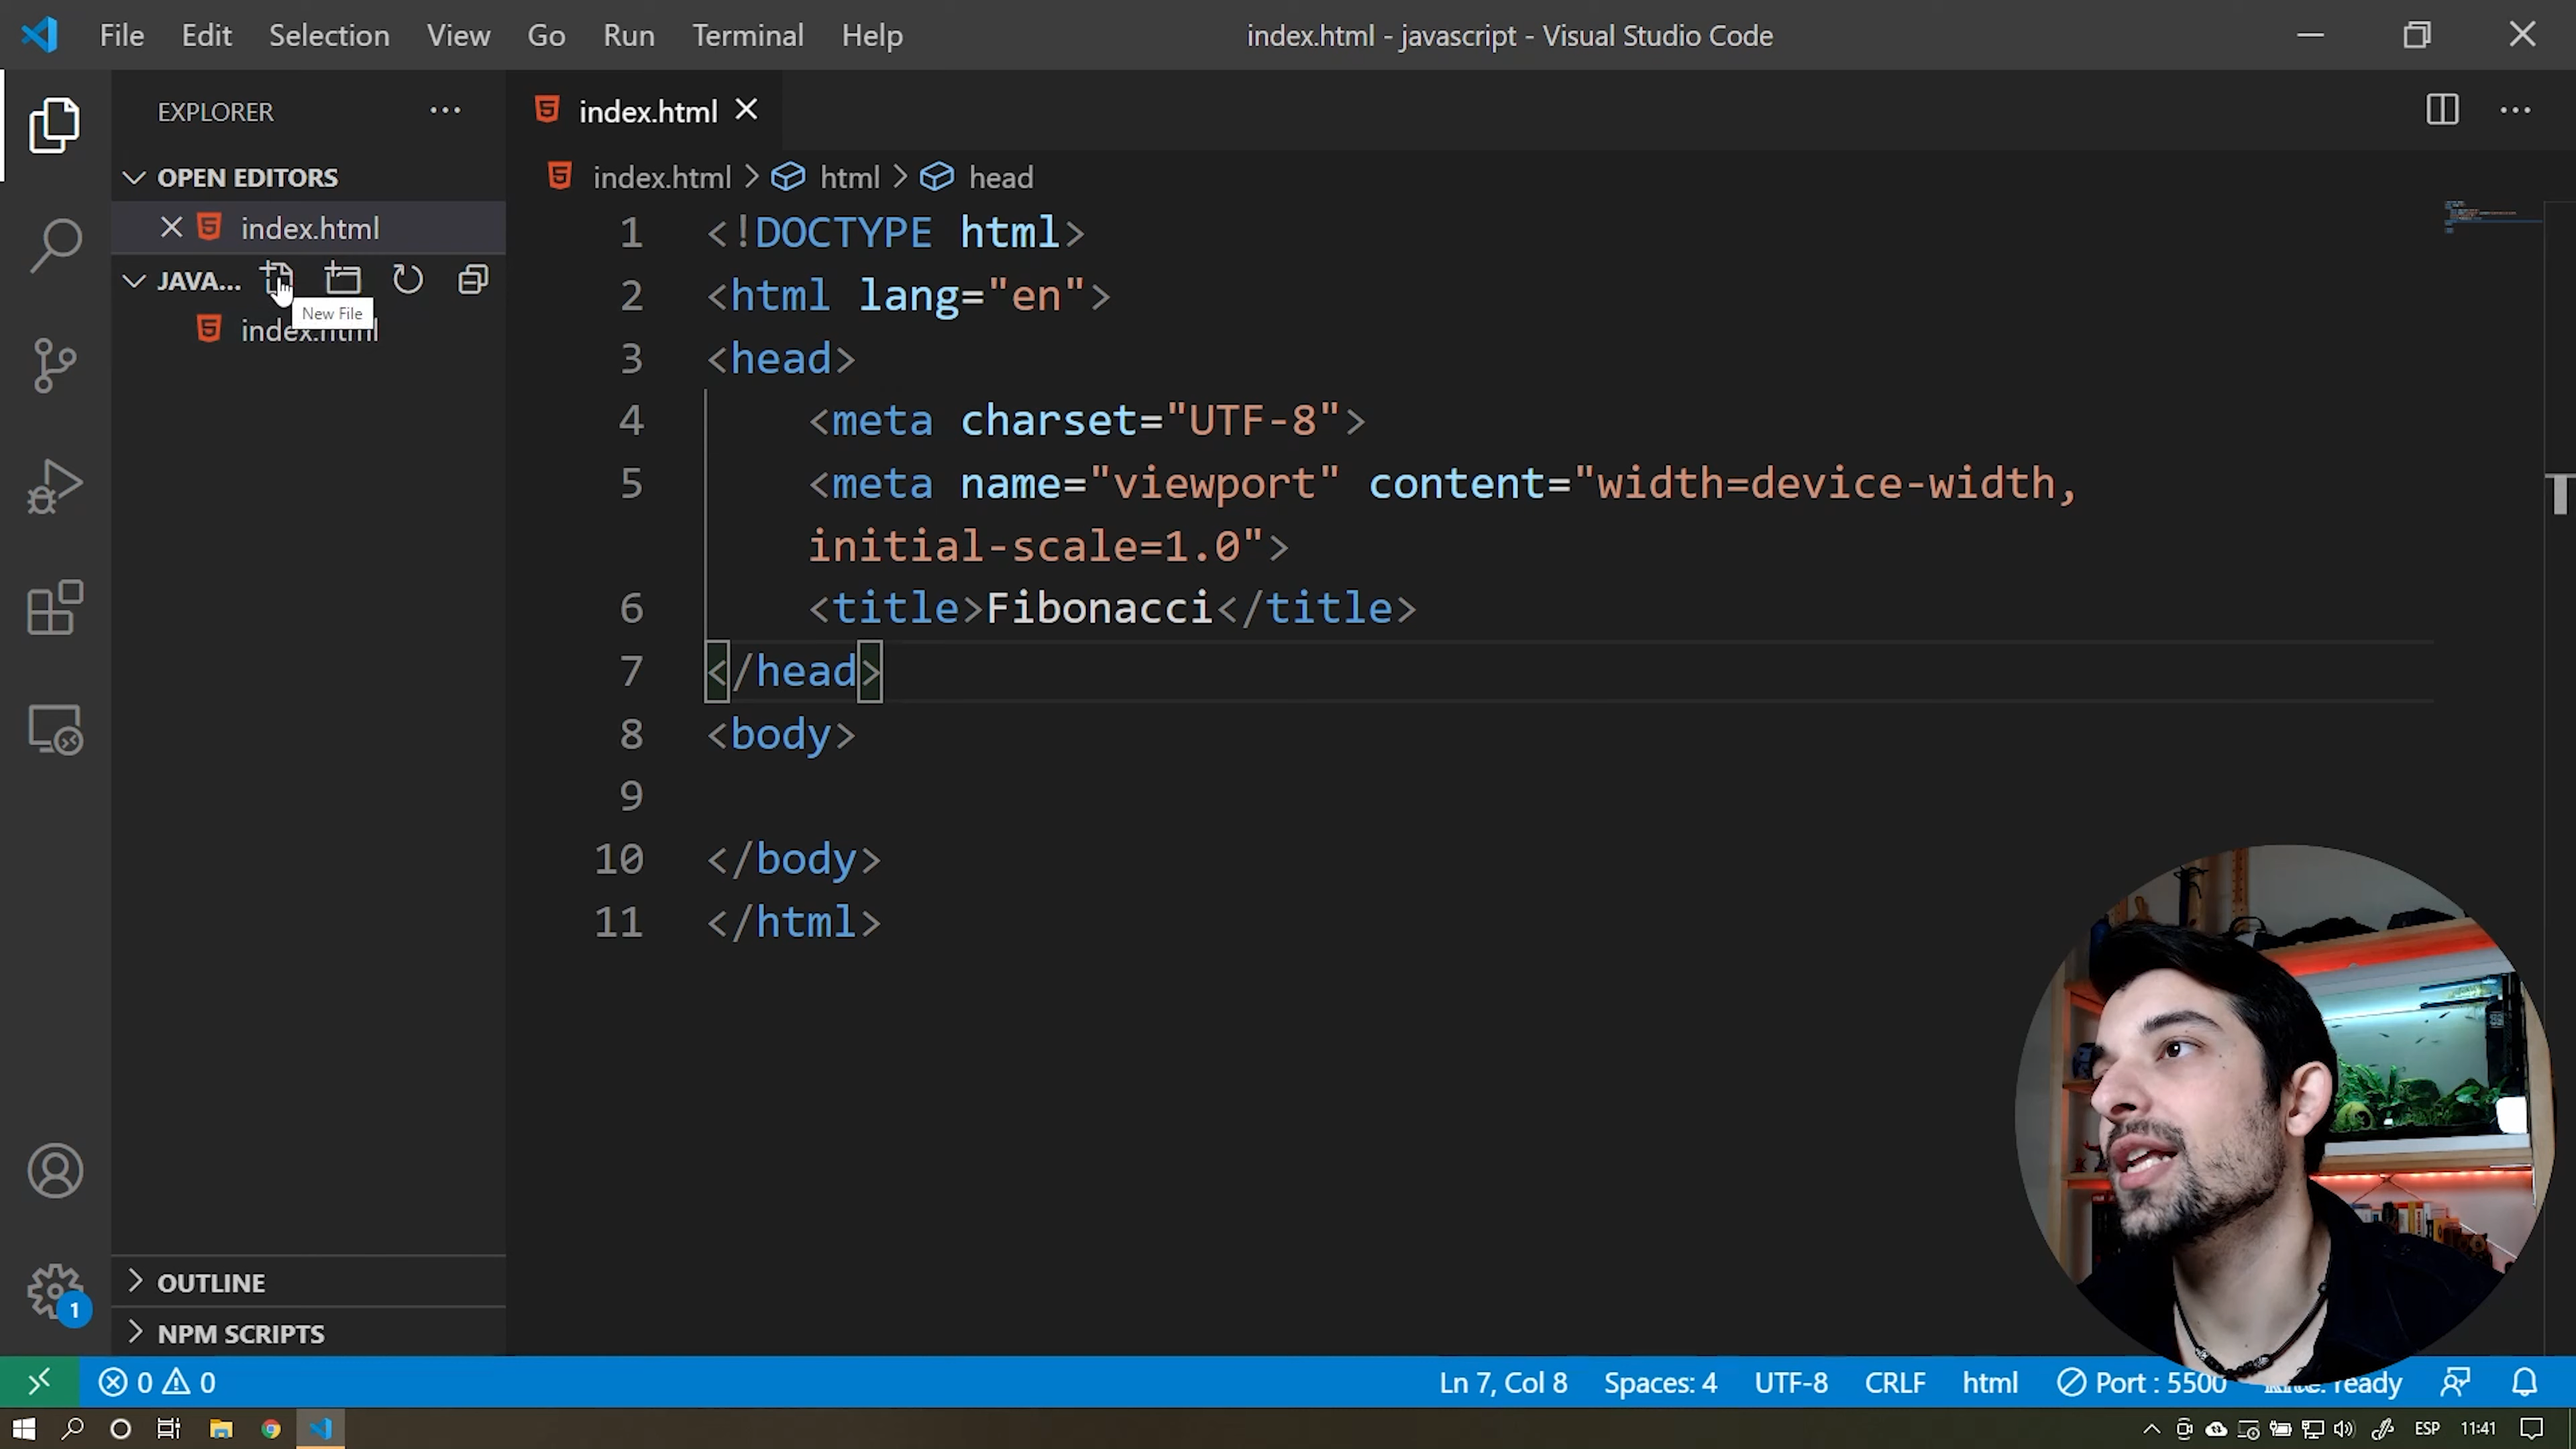 File Edit Selection View Go Run Terminal Help index.html - javascript - Visual Studio Code
EXPLORER
OPEN EDITORS
index.html
JAVA...
New File
index.html
OUTLINE
NPM SCRIPTS
index.html
index.html > html > head
1 <!DOCTYPE html>
2 <html lang="en">
3 <head>
4 <meta charset="UTF-8">
5 <meta name="viewport" content="width=device-width,
initial-scale=1.0">
6 <title>Fibonacci</title>
7 </head>
8 <body>
9
10 </body>
11 </html>
1
0 0 Ln 7, Col 8 Spaces: 4 UTF-8 CRLF html Port : 5500 ready
ESP 11:41